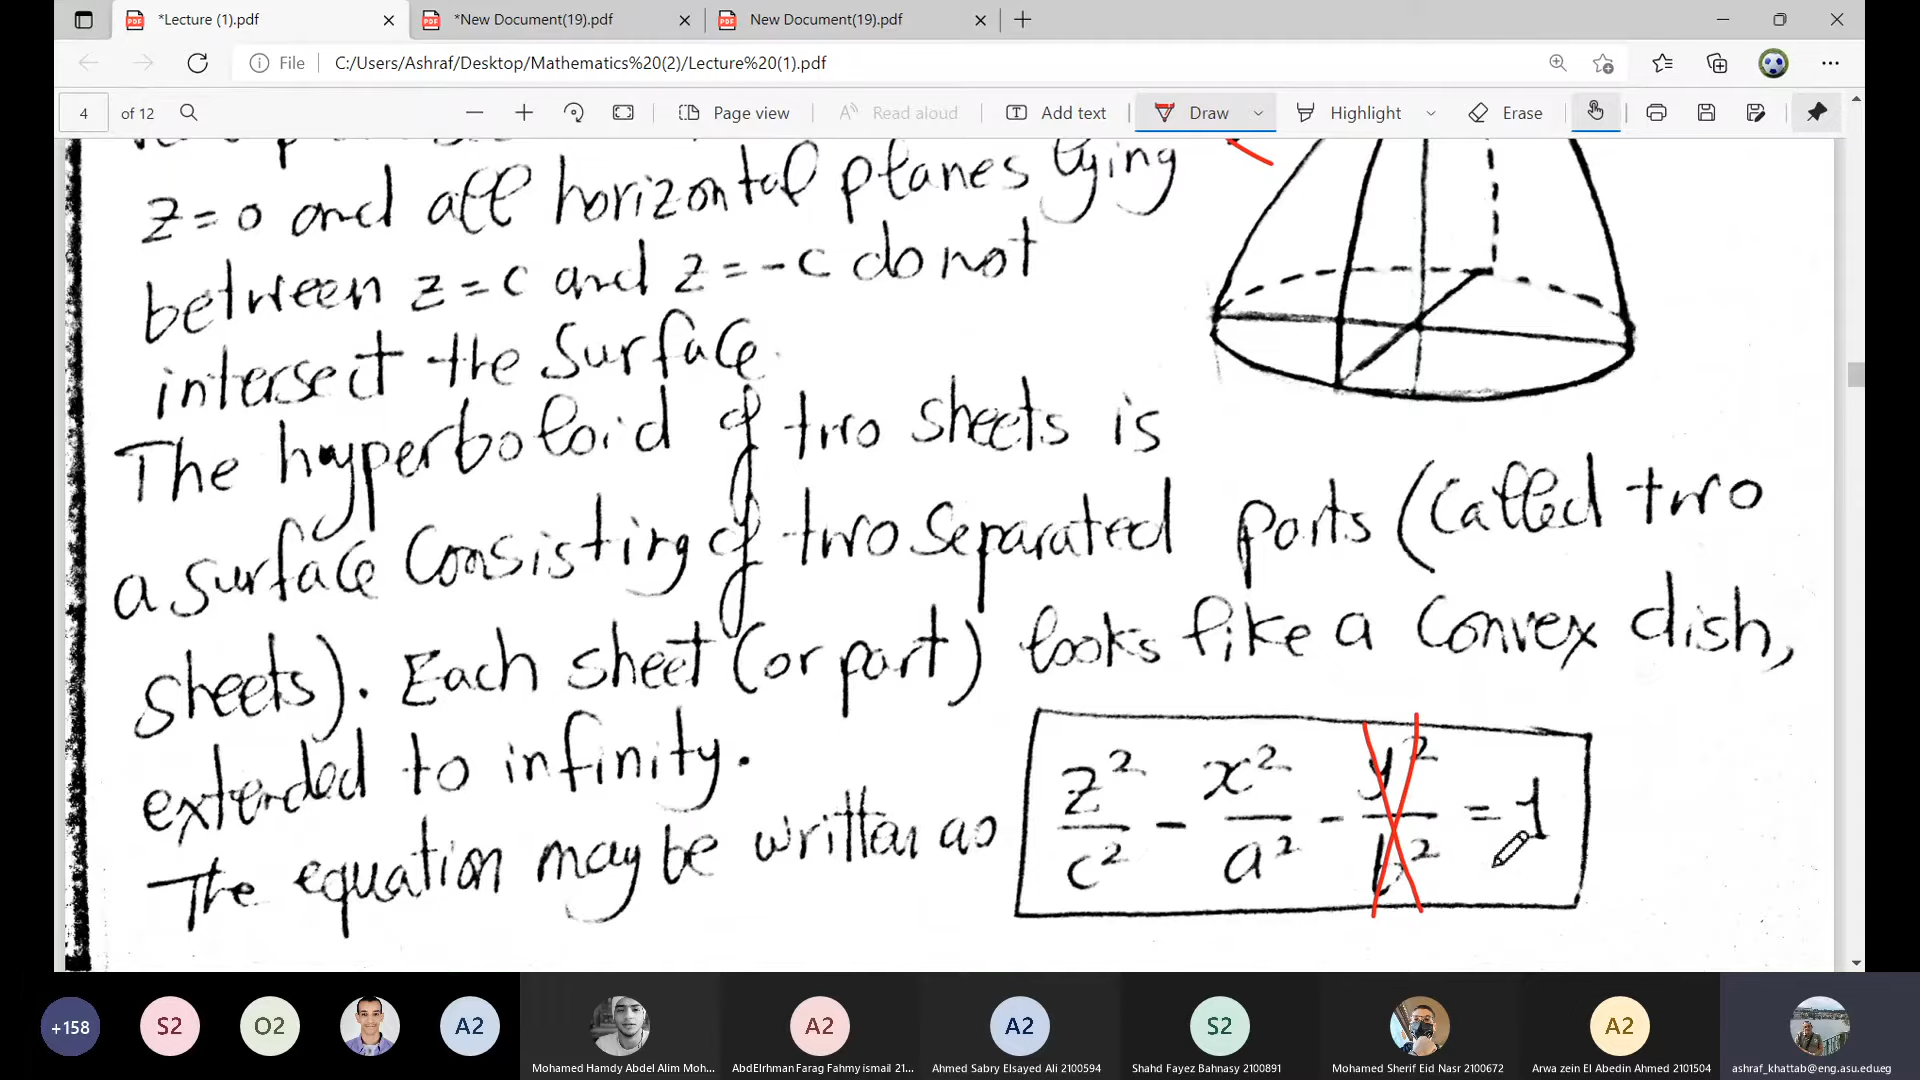 *Lecture (1).pdf
*New Document(19).pdf
New Document(19).pdf
File
C:/Users/Ashraf/Desktop/Mathematics%20(2)/Lecture%20(1).pdf
4 of 12
Page view
Read aloud
Add text
Draw
Highlight
Erase
z=0 and all horizontal planes lying
between z=c and z=-c do not
intersect the surface.
The hyperboloid of two sheets is
a surface consisting of two separated parts (called two
sheets). Each sheet (or part) looks like a convex dish,
extended to infinity.
The equation may be written as z²/c² - x²/a² - y²/b² = 1
+158
S2
O2
A2
A2
A2
S2
A2
Mohamed Hamdy Abdel Alim Moh...
AbdElrhman Farag Fahmy ismail 21...
Ahmed Sabry Elsayed Ali 2100594
Shahd Fayez Bahnasy 2100891
Mohamed Sherif Eid Nasr 2100672
Arwa zein El Abedin Ahmed 2101504
ashraf_khattab@eng.asu.edu.eg